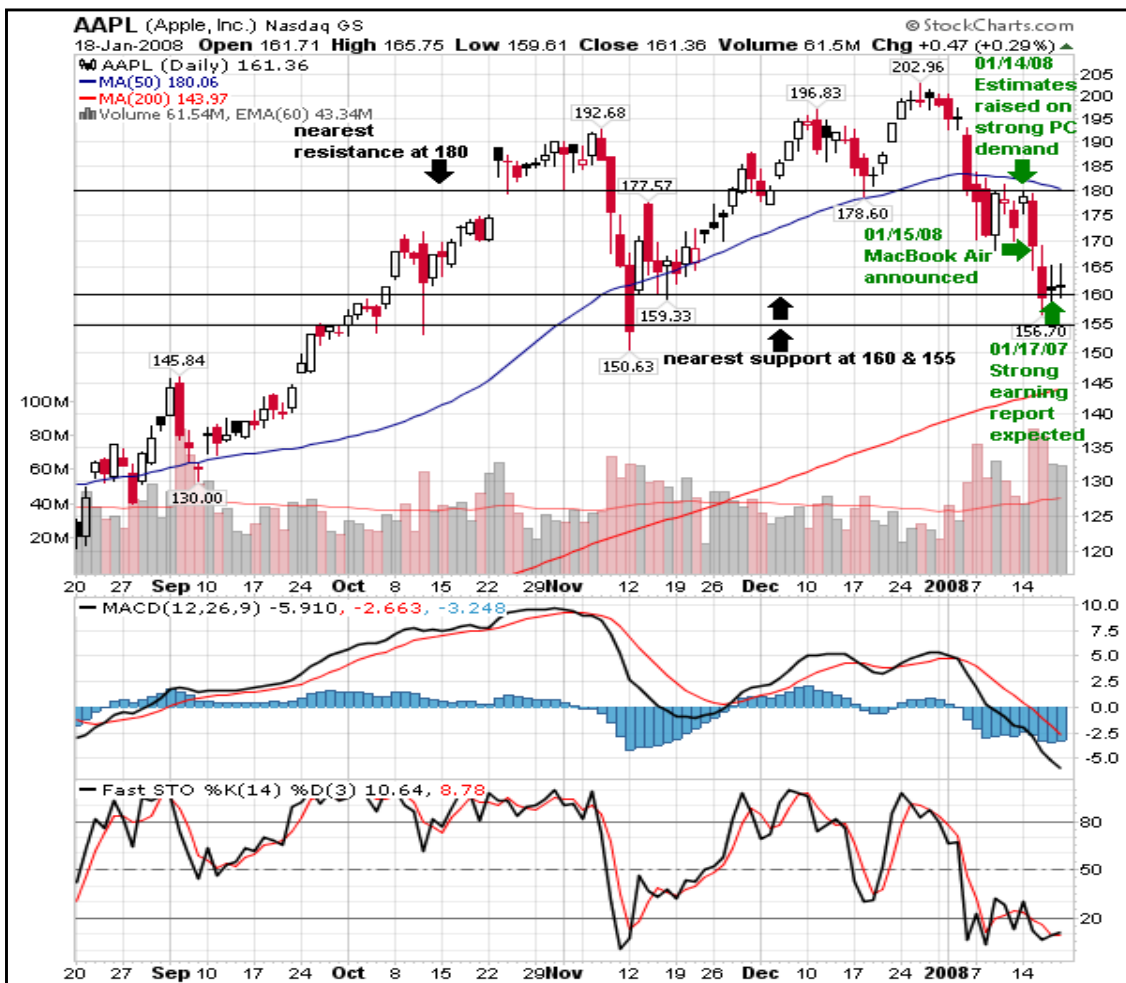 AAPL (Apple, Inc.) Nasdaq GS
© StockCharts.com
18-Jan-2008 Open 161.71 High 165.75 Low 159.61 Close 161.36 Volume 61.5M Chg +0.47 (+0.29%)
AAPL (Daily) 161.36
MA(50) 180.06
MA(200) 143.97
Volume 61.54M, EMA(60) 43.34M
nearest
resistance at 180
192.68
196.83
202.96
01/14/08
Estimates
raised on
strong PC
demand
177.57
178.60
01/15/08
MacBook Air
announced
159.33
150.63
nearest support at 160 & 155
156.70
01/17/07
Strong
earning
report
expected
145.84
130.00
205
200
195
190
185
180
175
170
165
160
155
150
145
140
135
130
125
120
100M
80M
60M
40M
20M
20 27 Sep 10 17 24 Oct 8 15 22 29 Nov 12 19 26 Dec 10 17 24 2008 7 14
MACD(12,26,9) -5.910, -2.663, -3.248
10.0
7.5
5.0
2.5
0.0
-2.5
-5.0
Fast STO %K(14) %D(3) 10.64, 8.78
80
50
20
20 27 Sep 10 17 24 Oct 8 15 22 29 Nov 12 19 26 Dec 10 17 24 2008 7 14